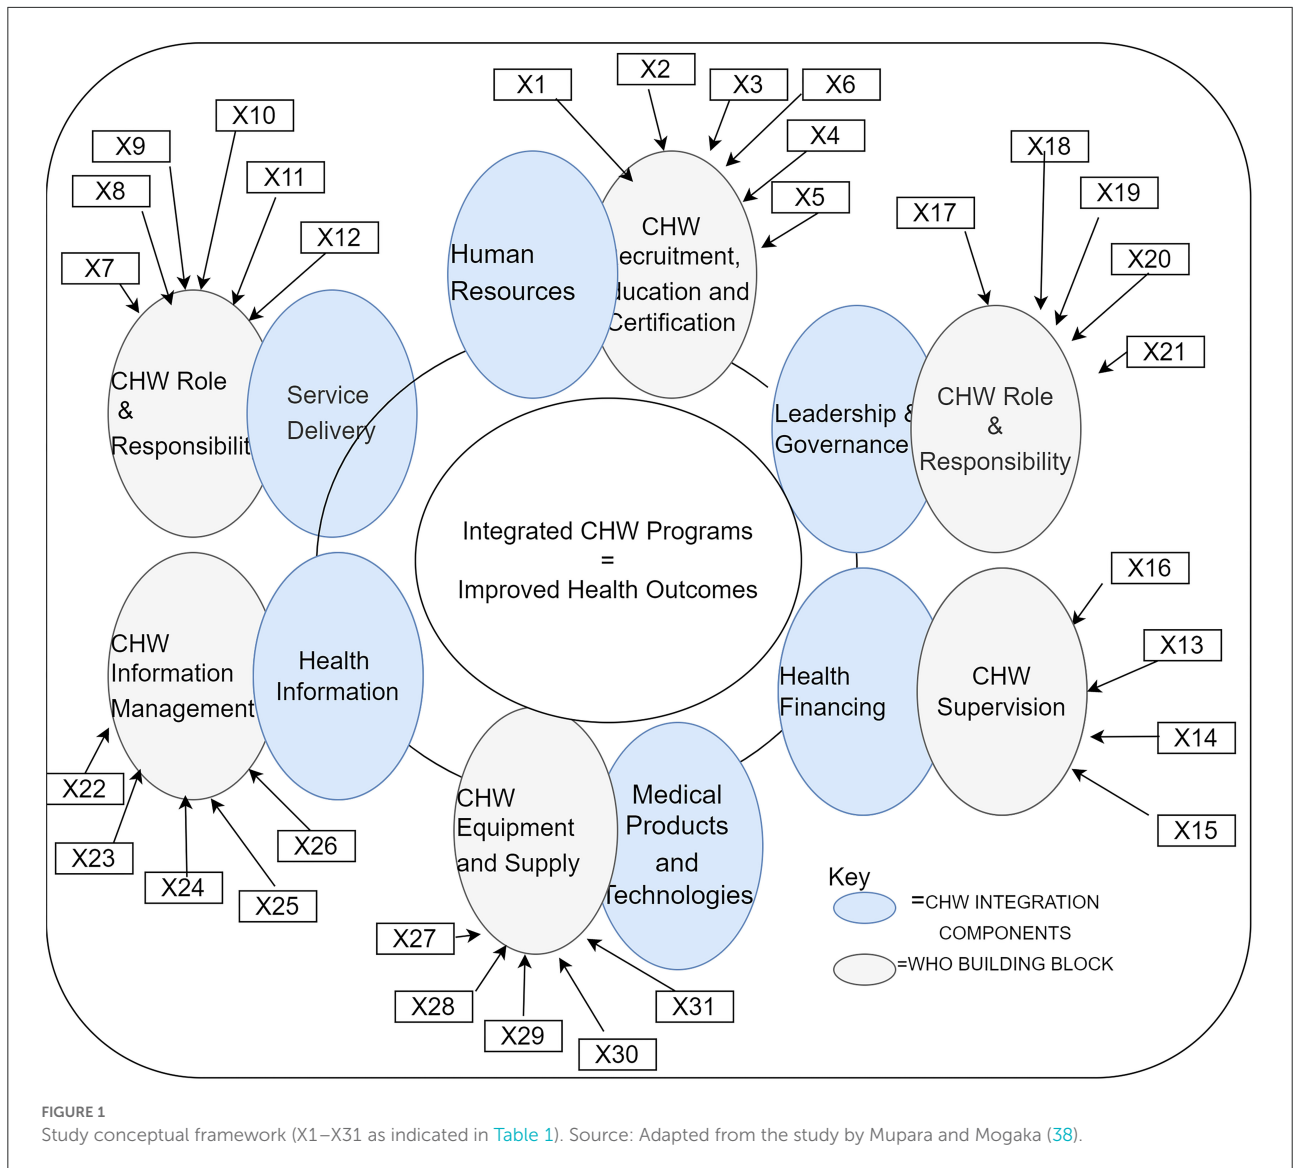 X1
X2
X3
X6
X4
X5
X10
X9
X11
X8
X12
X7
X18
X19
X17
X20
X21
Human
Resources
CHW
ecruitment,
ducation and
Certification
CHW Role
&
Responsibilit
Service
Delivery
Leadership &
Governance
CHW Role
&
Responsibility
Integrated CHW Programs
=
Improved Health Outcomes
CHW
Information
Management
Health
Information
Health
Financing
CHW
Supervision
X16
X13
X14
X15
X22
X23
X24
X25
X26
CHW
Equipment
and Supply
Medical
Products
and
Technologies
X27
X28
X29
X30
X31
Key
=CHW INTEGRATION
COMPONENTS
=WHO BUILDING BLOCK
FIGURE 1
Study conceptual framework (X1–X31 as indicated in Table 1). Source: Adapted from the study by Mupara and Mogaka (38).